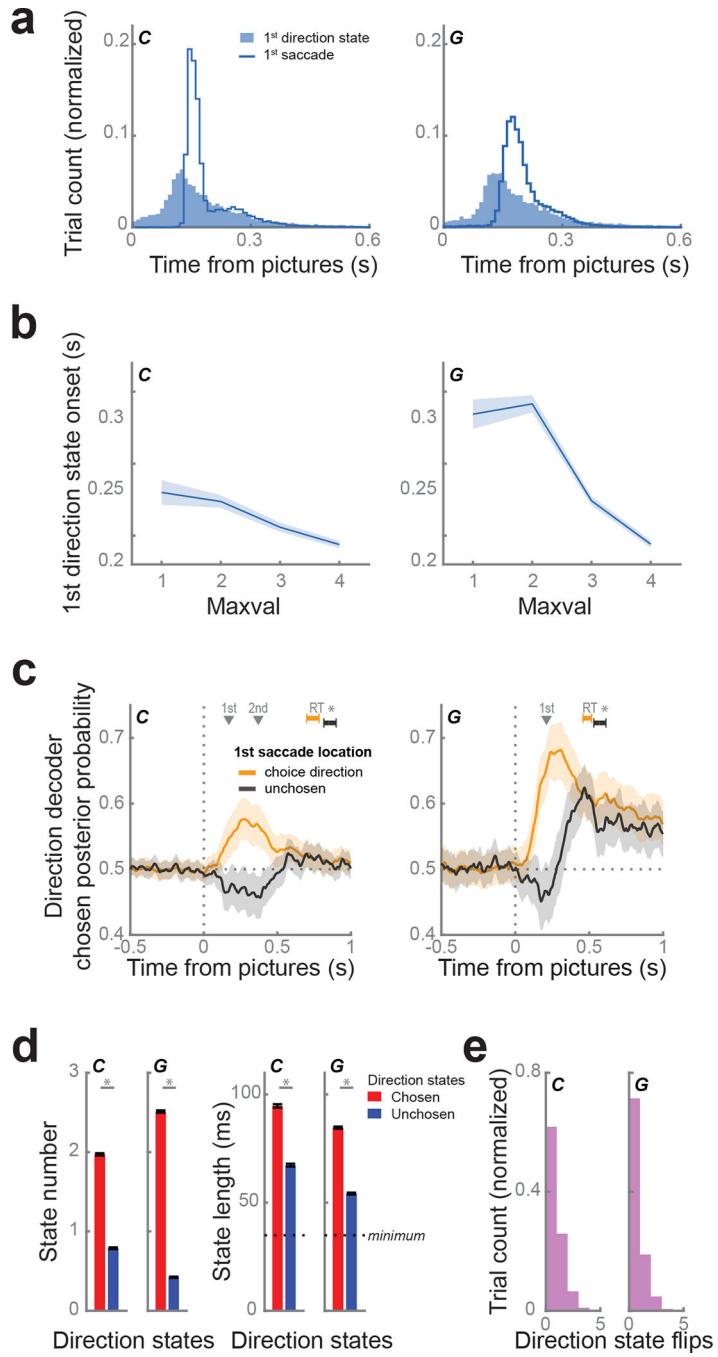 a
C
G
1st direction state
1st saccade
0.2
0.1
0
Trial count (normalized)
0 0.3 0.6
0 0.3 0.6
Time from pictures (s)
Time from pictures (s)
b
C
G
0.3
0.25
0.2
0.3
0.25
0.2
1st direction state onset (s)
1 2 3 4
1 2 3 4
Maxval
Maxval
c
1st 2nd RT *
1st RT *
C
G
0.7
0.6
0.5
0.4
0.7
0.6
0.5
0.4
1st saccade location
choice direction
unchosen
Direction decoder
chosen posterior probability
-0.5 0 0.5 1
-0.5 0 0.5 1
Time from pictures (s)
Time from pictures (s)
d
C
G
C
G
* *
* *
3
2
1
0
State number
100
50
0
State length (ms)
Direction states
Chosen
Unchosen
minimum
Direction states
Direction states
e
C
G
0.8
0.4
0
Trial count (normalized)
0 5
0 5
Direction state flips